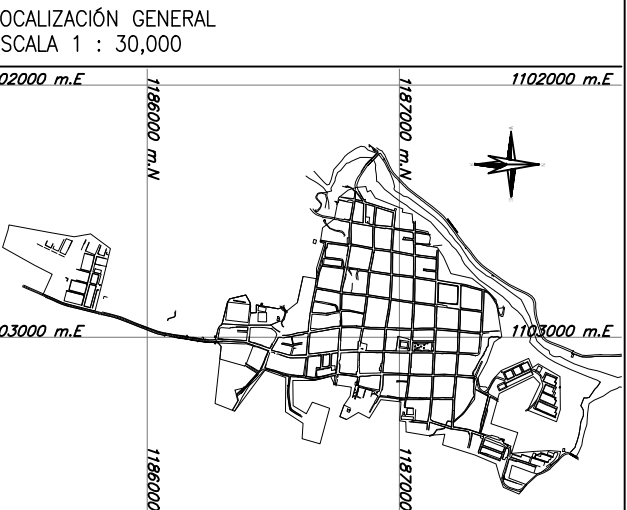 OCALIZACIÓN GENERAL
SCALA 1 : 30,000
02000 m.E
1102000 m.E
1186000 m.N
1187000 m.N
03000 m.E
1103000 m.E
1186000
1187000